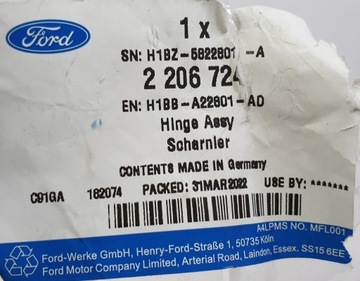 Ford
1 x
SN: H1BZ-5822801 -A
2 206 724
EN: H1BB-A22801-AD
Hinge Assy
Scharnier
CONTENTS MADE IN Germany
C91GA 162074 PACKED: 31MAR2022 USE BY: *******
A4LPMS NO. MFL001
Ford-Werke GmbH, Henry-Ford-Straße 1, 50735 Köln
Ford Motor Company Limited, Arterial Road, Laindon, Essex. SS15 6EE